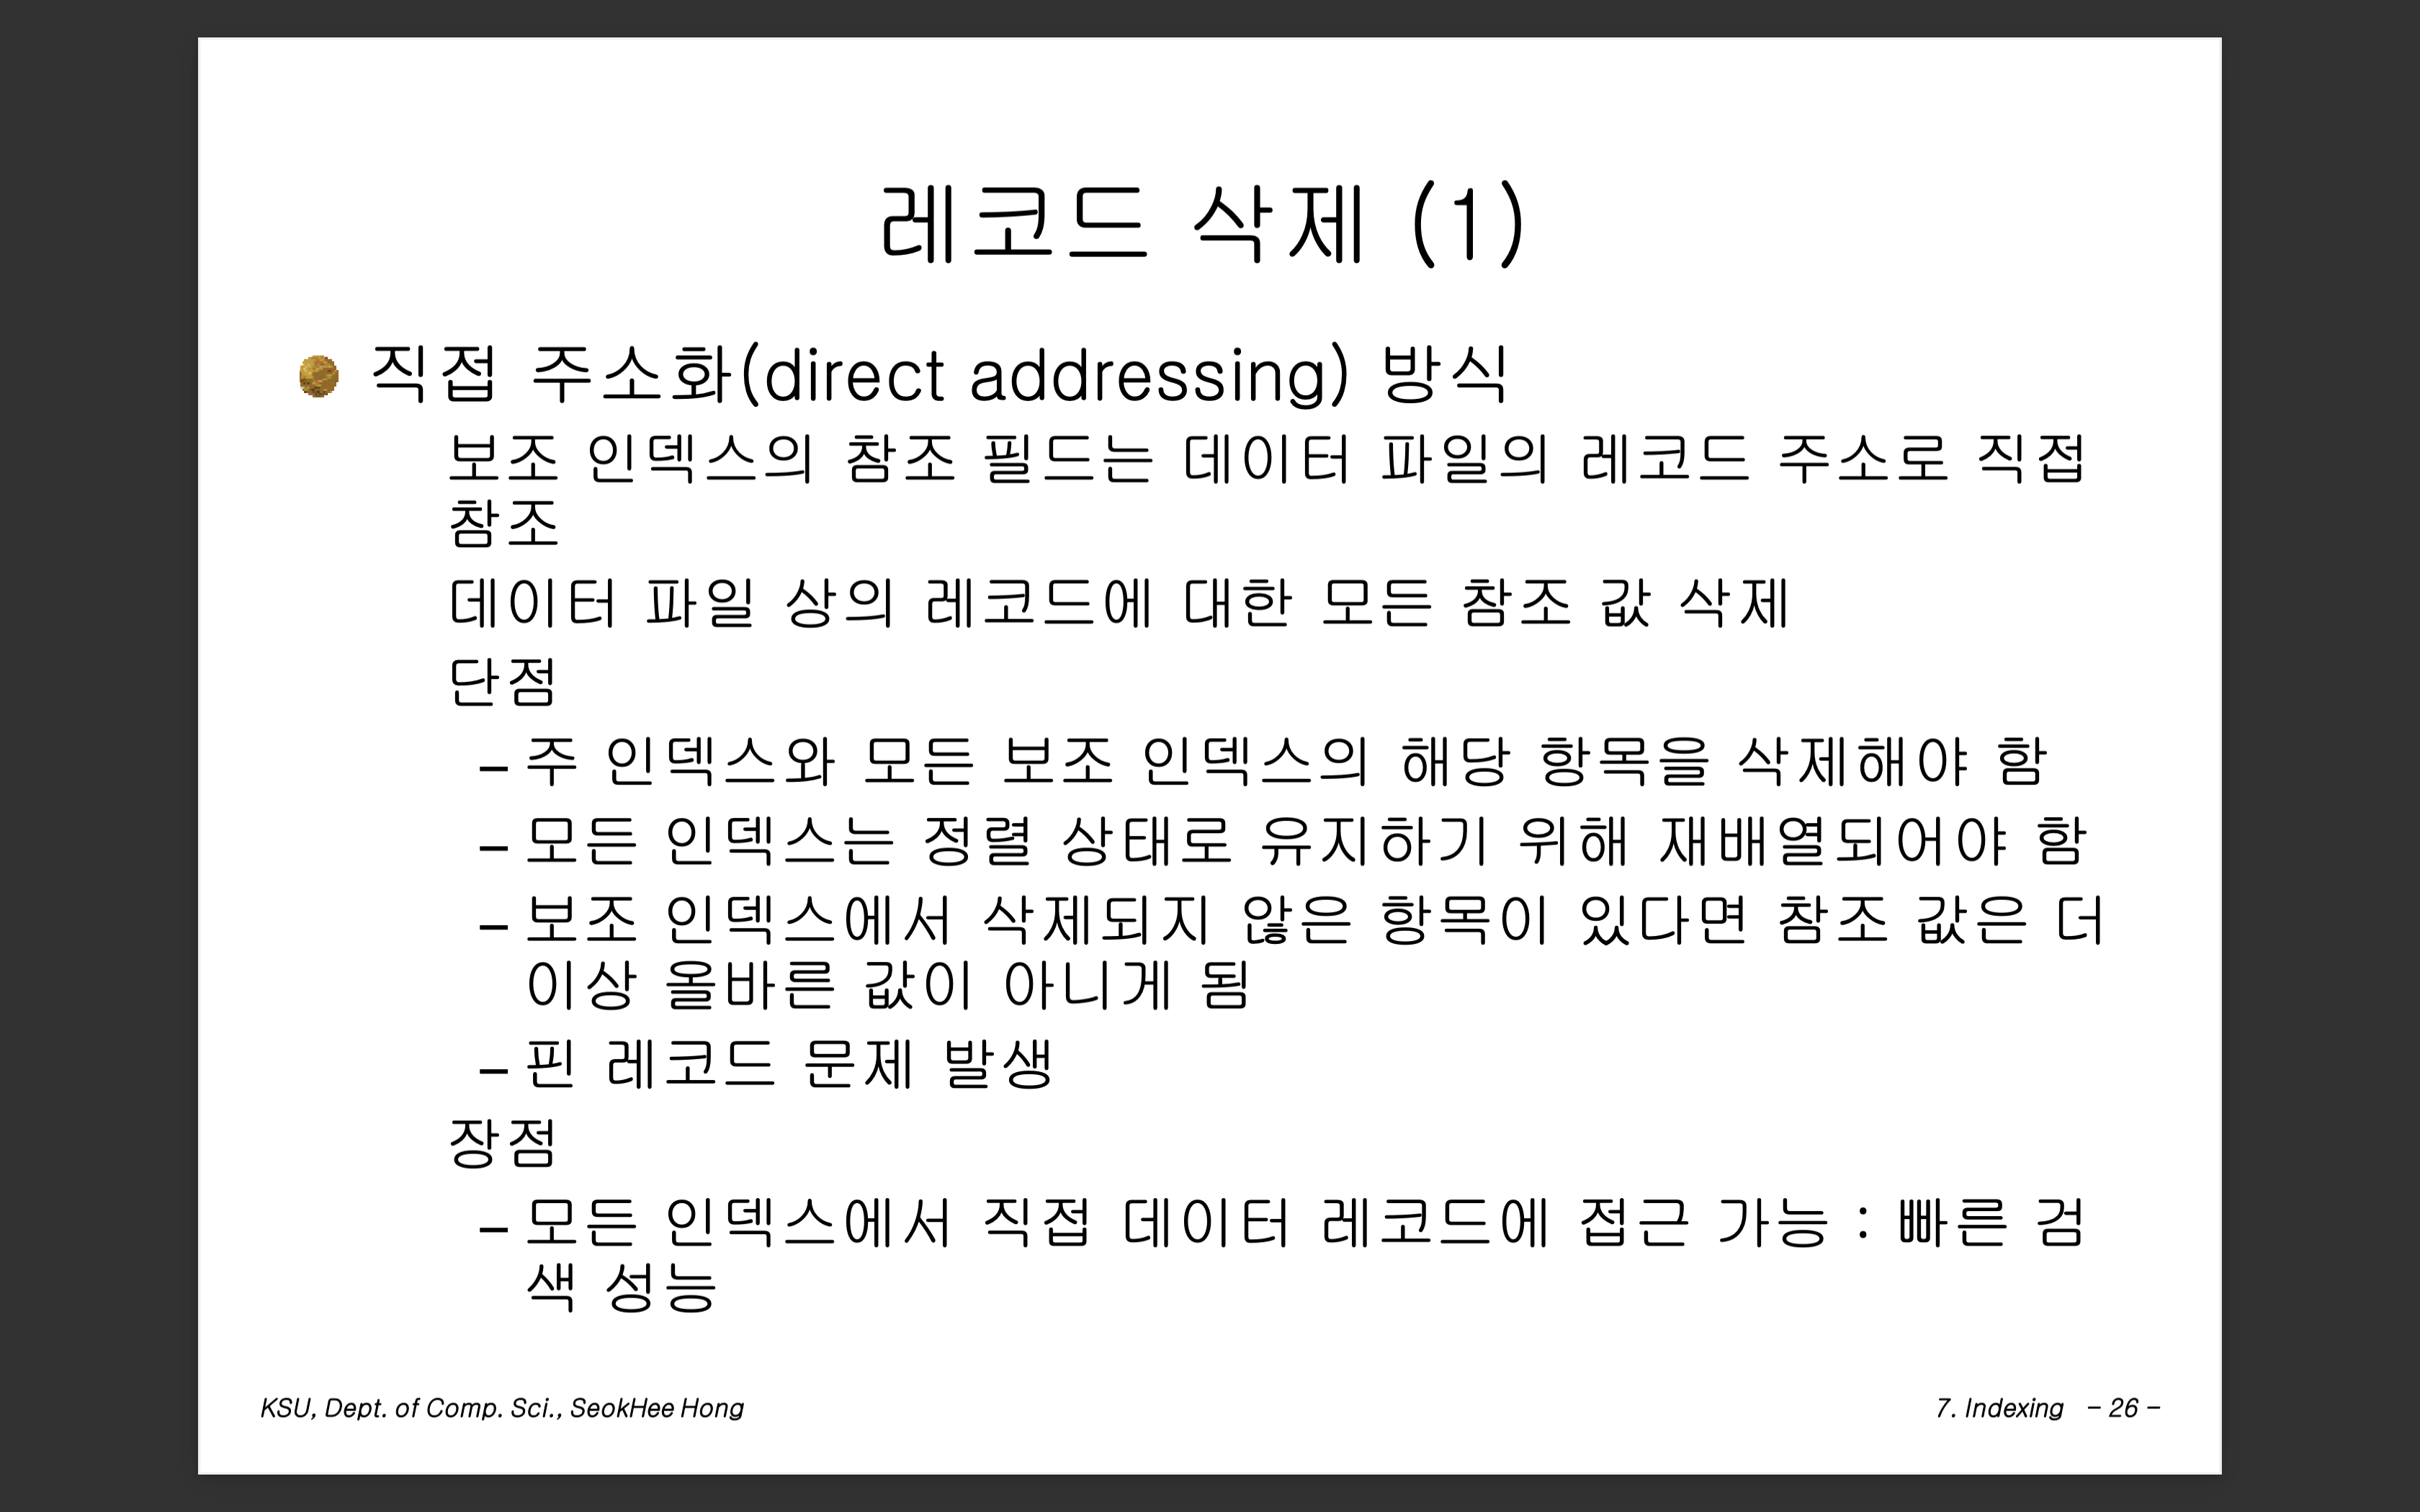 레코드 삭제 (1)
직접 주소화(direct addressing) 방식
보조 인덱스의 참조 필드는 데이터 파일의 레코드 주소로 직접
참조
데이터 파일 상의 레코드에 대한 모든 참조 값 삭제
단점
– 주 인덱스와 모든 보조 인덱스의 해당 항목을 삭제해야 함
– 모든 인덱스는 정렬 상태로 유지하기 위해 재배열되어야 함
– 보조 인덱스에서 삭제되지 않은 항목이 있다면 참조 값은 더
이상 올바른 값이 아니게 됨
– 핀 레코드 문제 발생
장점
– 모든 인덱스에서 직접 데이터 레코드에 접근 가능 : 빠른 검
색 성능
KSU, Dept. of Comp. Sci., SeokHee Hong
7. Indexing – 26 –